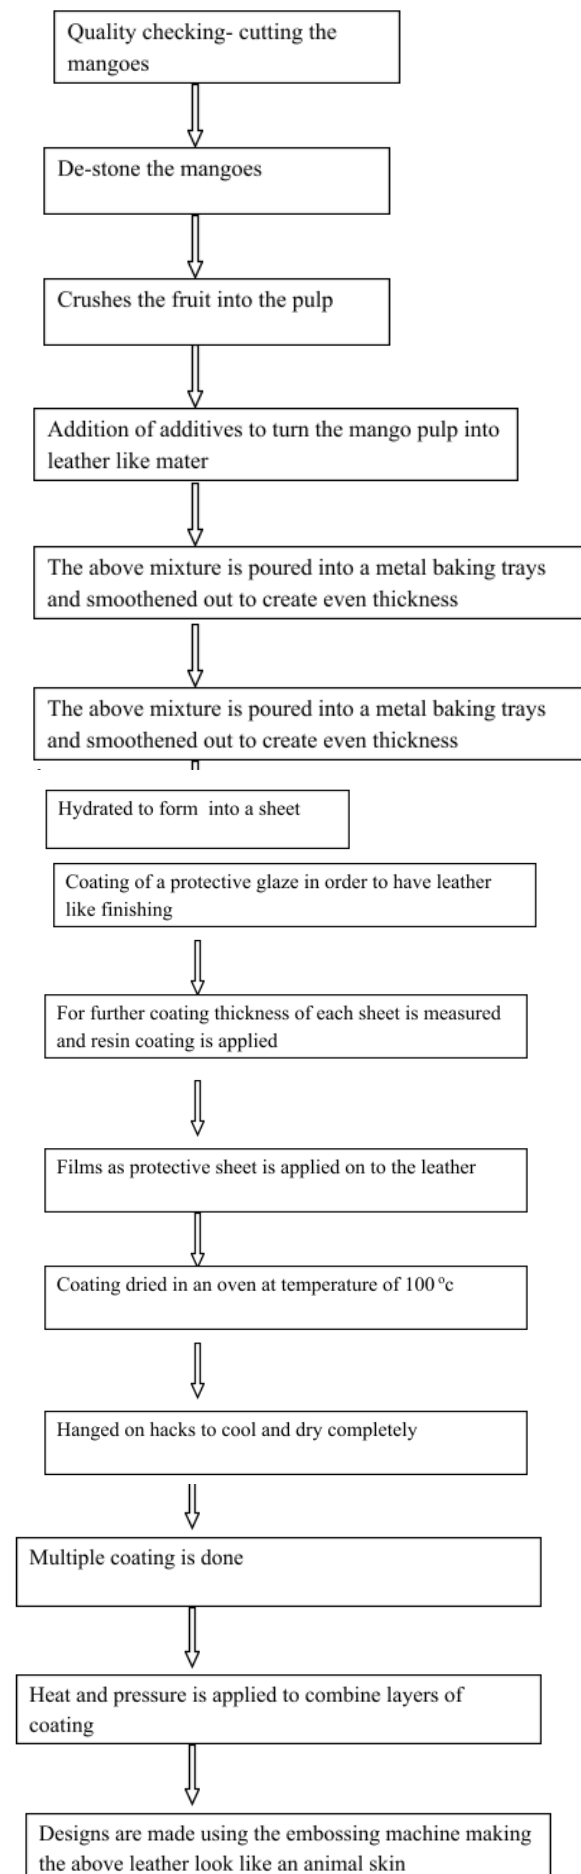 Quality checking- cutting the
mangoes
De-stone the mangoes
Crushes the fruit into the pulp
Addition of additives to turn the mango pulp into
leather like mater
The above mixture is poured into a metal baking trays
and smoothened out to create even thickness
The above mixture is poured into a metal baking trays
and smoothened out to create even thickness
Hydrated to form into a sheet
Coating of a protective glaze in order to have leather
like finishing
For further coating thickness of each sheet is measured
and resin coating is applied
Films as protective sheet is applied on to the leather
Coating dried in an oven at temperature of 100 ºc
Hanged on hacks to cool and dry completely
Multiple coating is done
Heat and pressure is applied to combine layers of
coating
Designs are made using the embossing machine making
the above leather look like an animal skin